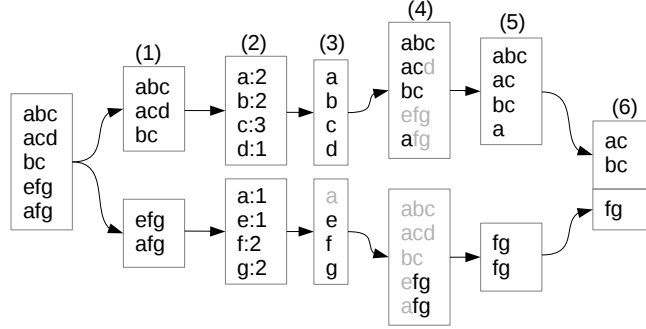 abc
acd
bc
efg
afg
(1)
abc
acd
bc
efg
afg
(2)
a:2
b:2
c:3
d:1
a:1
e:1
f:2
g:2
(3)
a
b
c
d
a
e
f
g
(4)
abc
acd
bc
efg
afg
abc
acd
bc
efg
afg
(5)
abc
ac
bc
a
fg
fg
(6)
ac
bc
fg